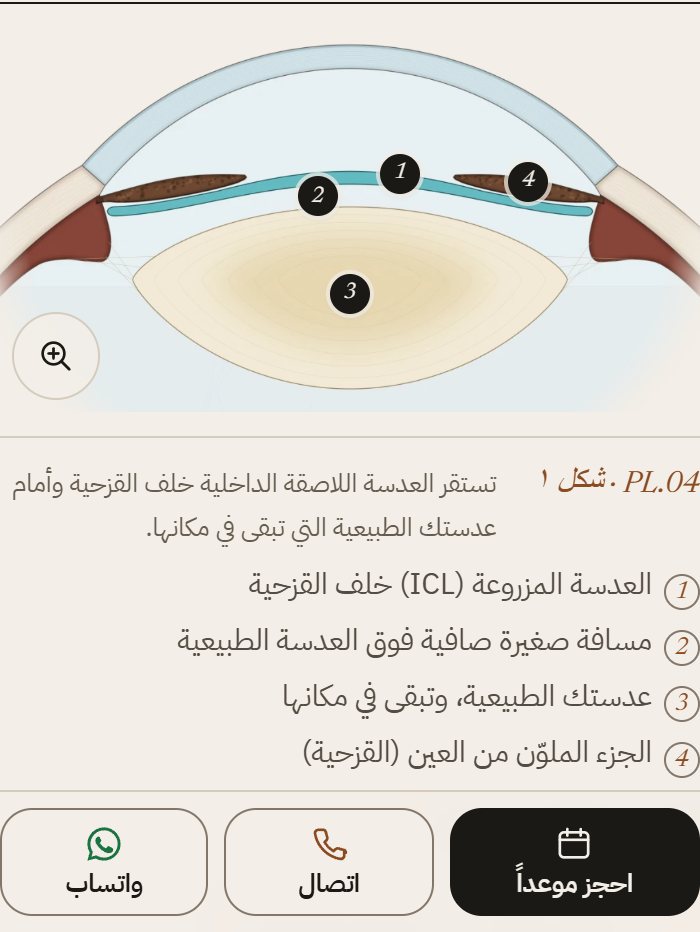 1
4
2
3
PL.04 · شكل ١
تستقر العدسة اللاصقة الداخلية خلف القزحية وأمام
عدستك الطبيعية التي تبقى في مكانها.
1 العدسة المزروعة (ICL) خلف القزحية
2 مسافة صغيرة صافية فوق العدسة الطبيعية
3 عدستك الطبيعية، وتبقى في مكانها
4 الجزء الملوّن من العين (القزحية)
احجز موعداً
اتصال
واتساب